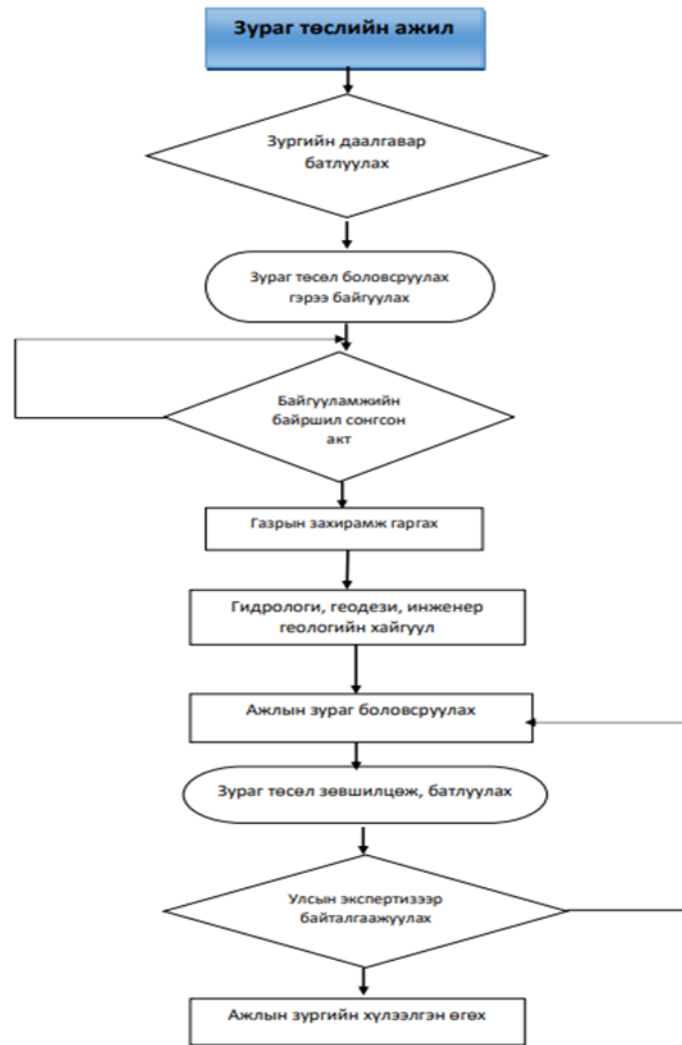 Зураг төслийн ажил
Зургийн даалгавар
батлуулах
Зураг төсөл боловсруулах
гэрээ байгуулах
Байгууламжийн
байршил сонгсон
акт
Газрын захирамж гаргах
Гидрологи, геодези, инженер
геологийн хайгуул
Ажлын зураг боловсруулах
Зураг төсөл зөвшилцөж, батлуулах
Улсын экспертизээр
байталгаажуулах
Ажлын зургийн хүлээлгэн өгөх